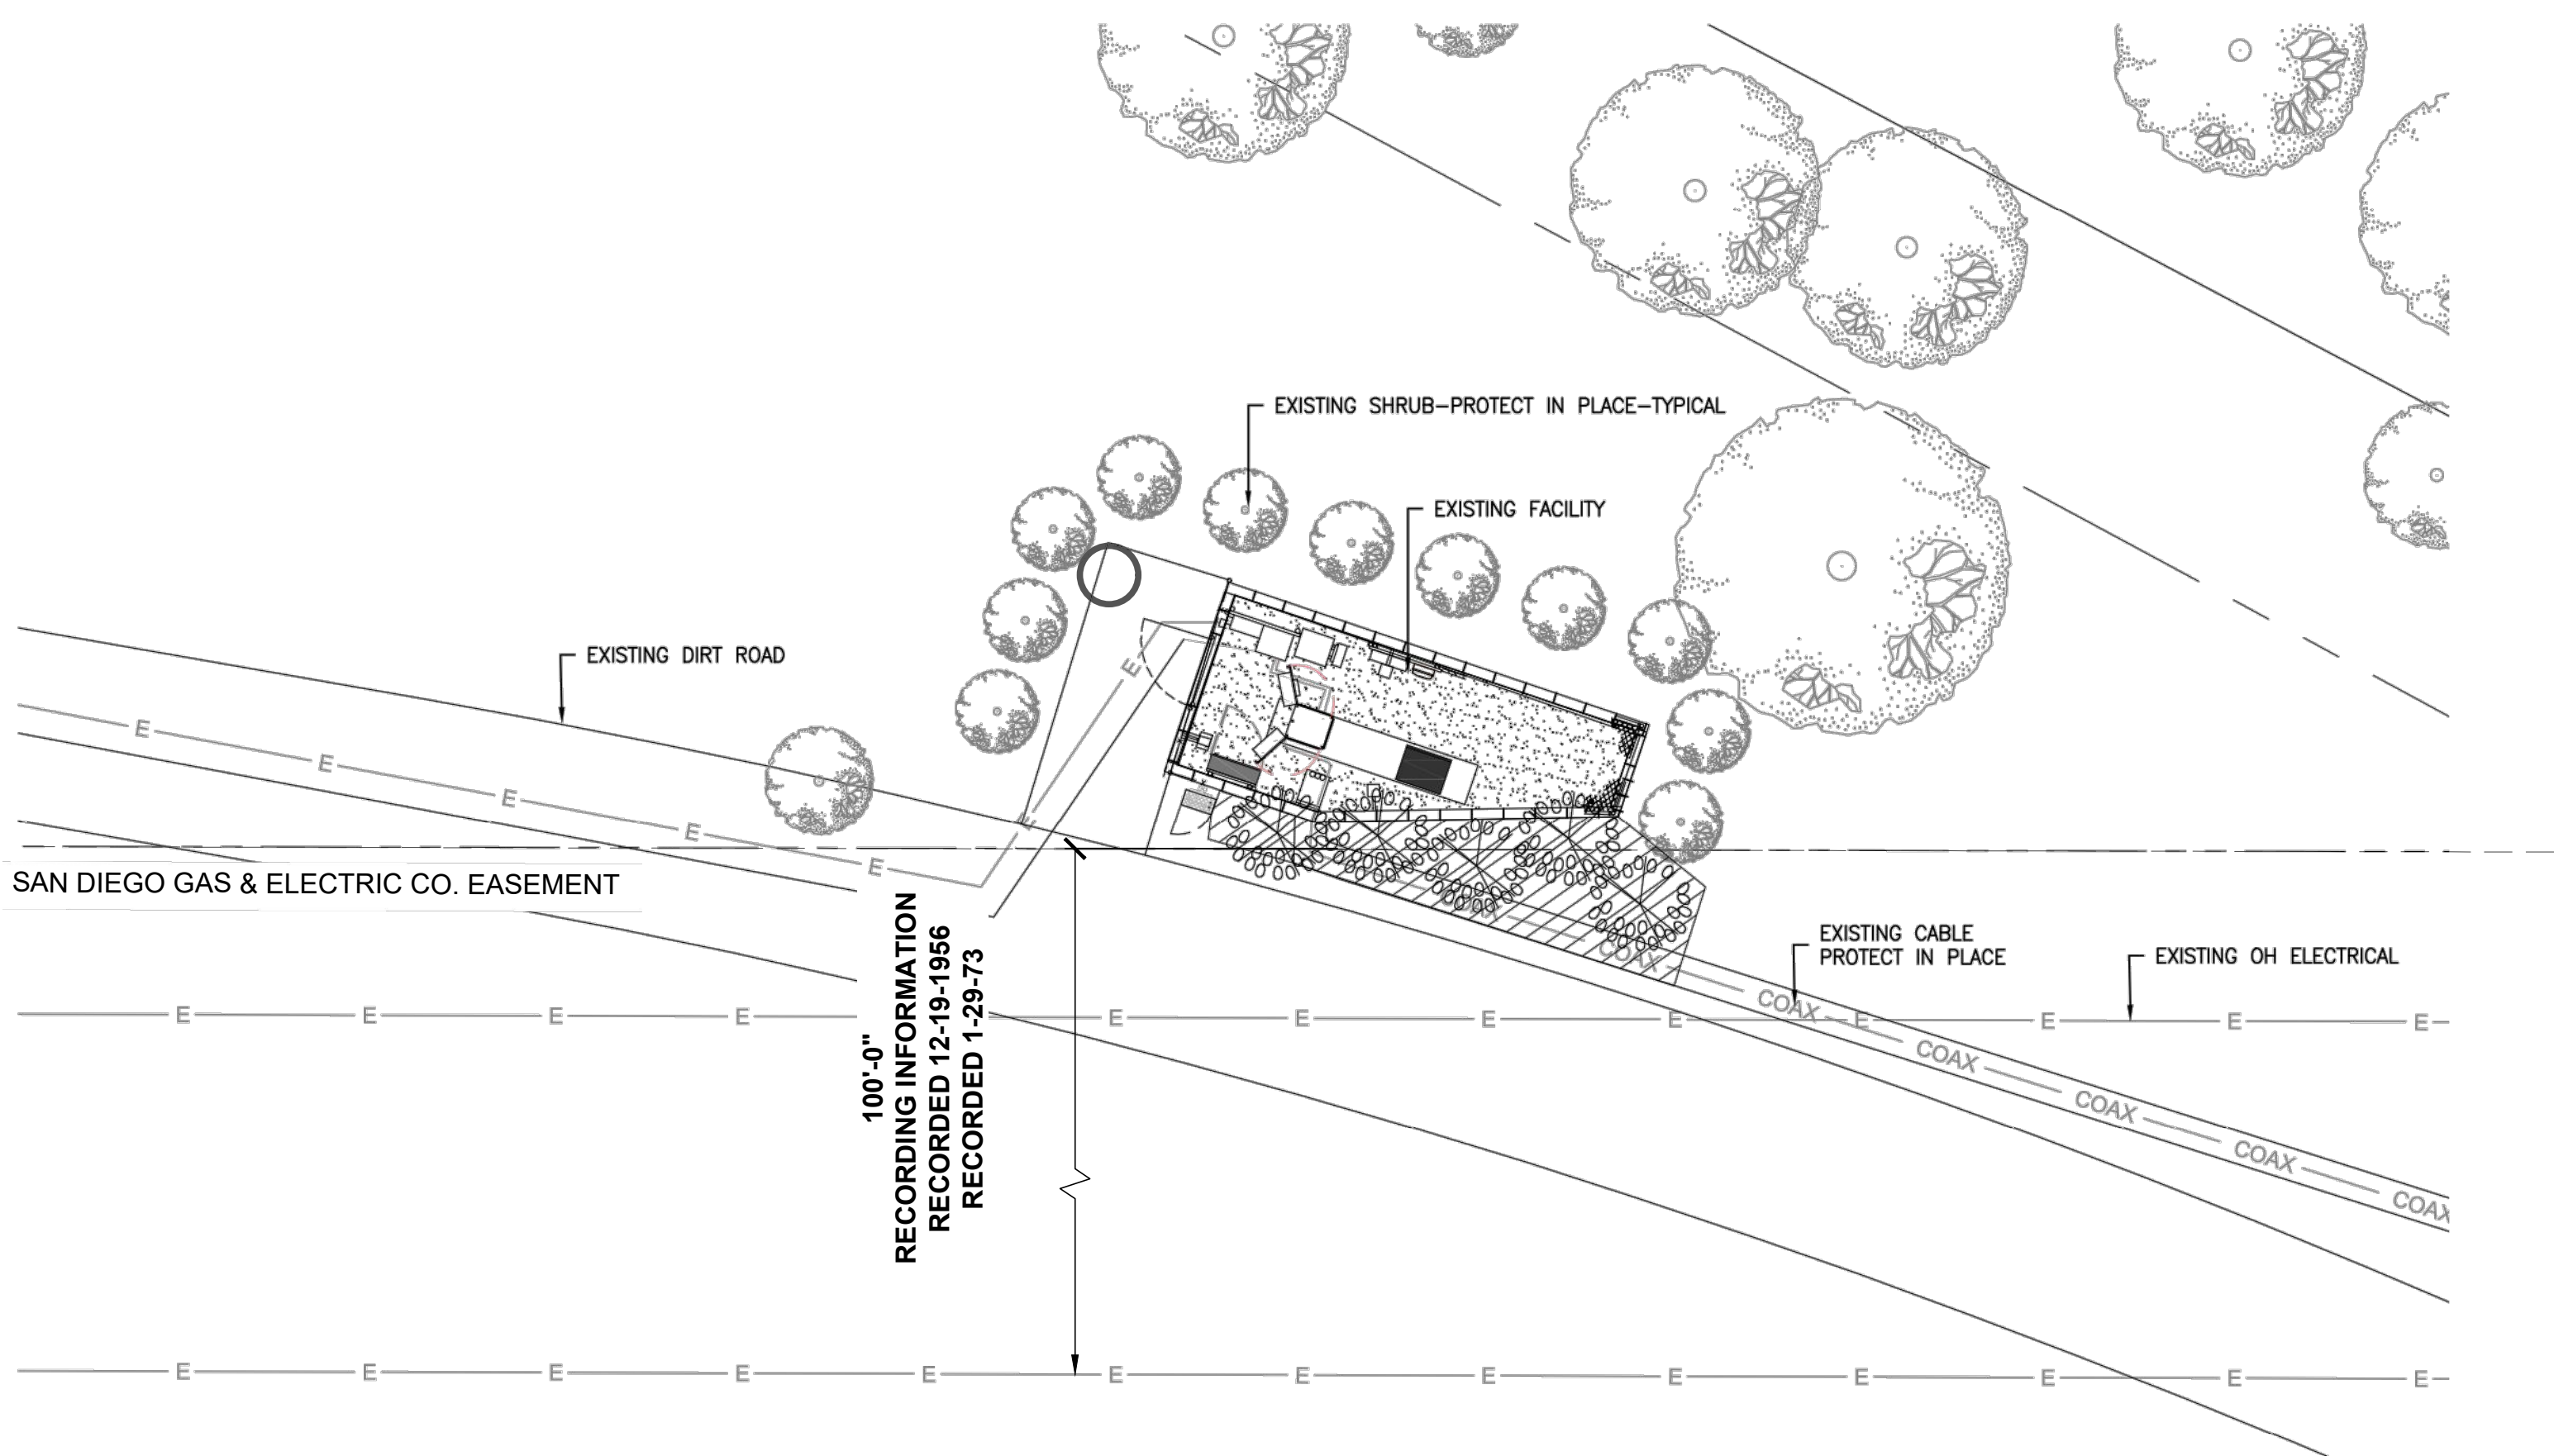 EXISTING SHRUB-PROTECT IN PLACE-TYPICAL
EXISTING FACILITY
EXISTING DIRT ROAD
E
E
E
E
E
E
E
SAN DIEGO GAS & ELECTRIC CO. EASEMENT
100'-0"
RECORDING INFORMATION
RECORDED 12-19-1956
RECORDED 1-29-73
EXISTING CABLE
PROTECT IN PLACE
EXISTING OH ELECTRICAL
COAX
COAX
COAX
COAX
COAX
COAX
COAX
E E E E E E E E E E E E
E E E E E E E E E E E E E